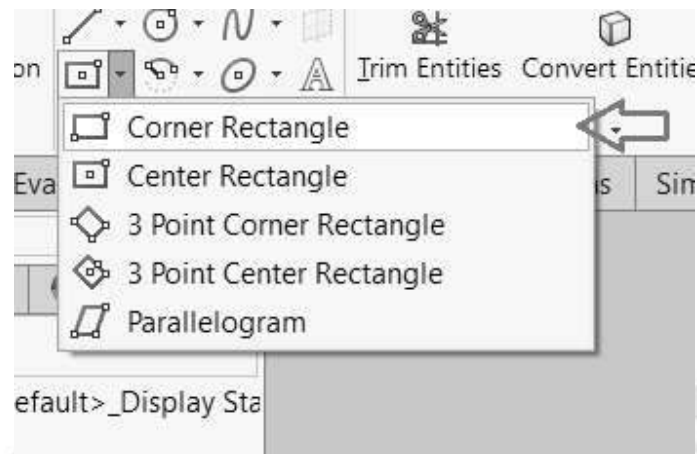 on
Trim Entities Convert Entitie
Corner Rectangle
Eva
Center Rectangle
s
Sim
3 Point Corner Rectangle
3 Point Center Rectangle
Parallelogram
efault>_Display Sta